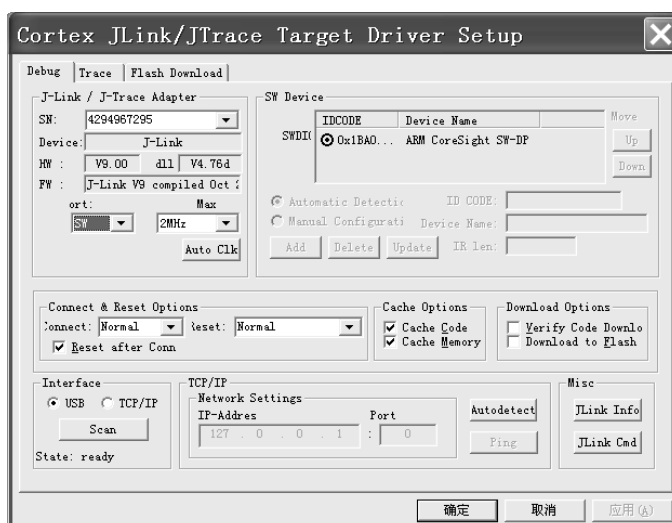 Cortex JLink/JTrace Target Driver Setup
Debug Trace Flash Download
J-Link / J-Trace Adapter
SN: 4294967295
Device: J-Link
HW : V9.00 dll V4.76d
FW : J-Link V9 compiled Oct 2
ort: Max
SW 2MHz
Auto Clk
SW Device
IDCODE Device Name
SWDI( 0x1BA0... ARM CoreSight SW-DP
Move
Up
Down
Automatic Detectic ID CODE:
Manual Configurati Device Name:
Add Delete Update IR len:
Connect & Reset Options
Connect: Normal Reset: Normal
Reset after Conn
Cache Options
Cache Code
Cache Memory
Download Options
Verify Code Downlo
Download to Flash
Interface
USB TCP/IP
Scan
State: ready
TCP/IP
Network Settings
IP-Addres Port
127 . 0 . 0 . 1 : 0
Autodetect
Ping
Misc
JLink Info
JLink Cmd
确定 取消 应用(A)